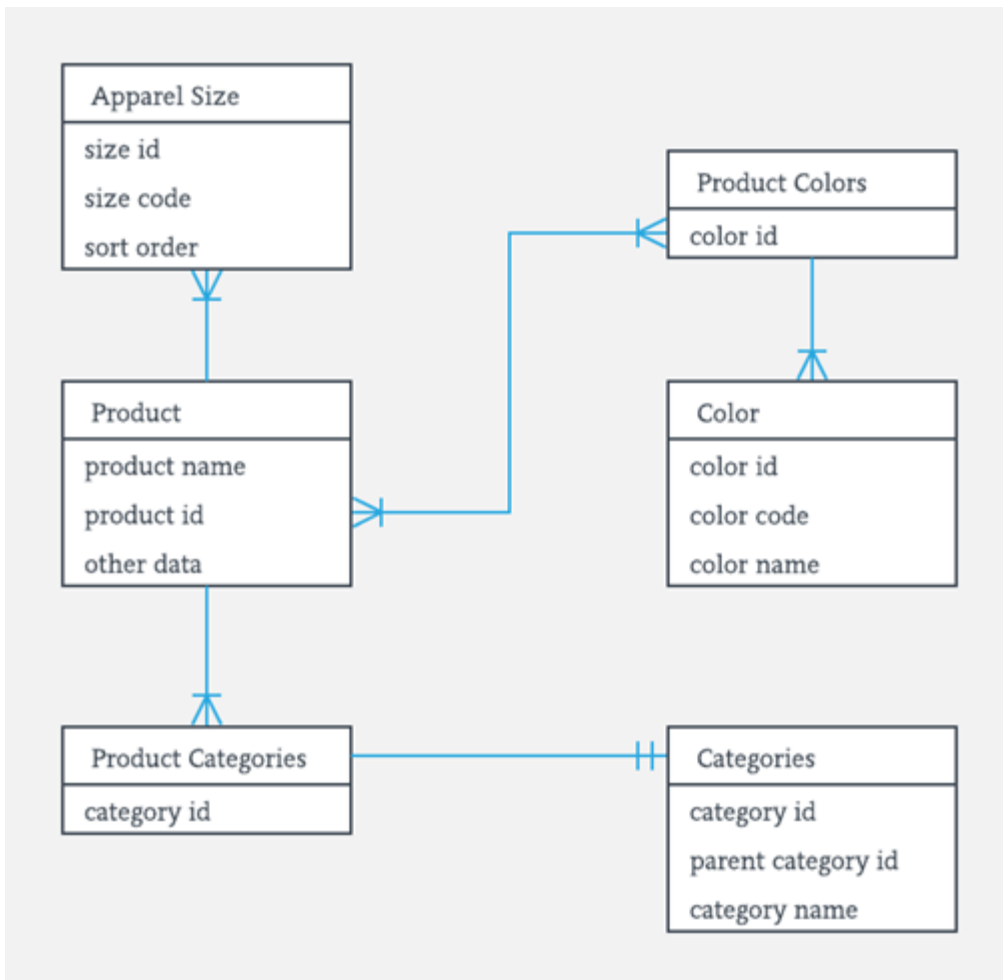 Apparel Size
size id
size code
sort order
Product Colors
color id
Product
product name
product id
other data
Color
color id
color code
color name
Product Categories
category id
Categories
category id
parent category id
category name